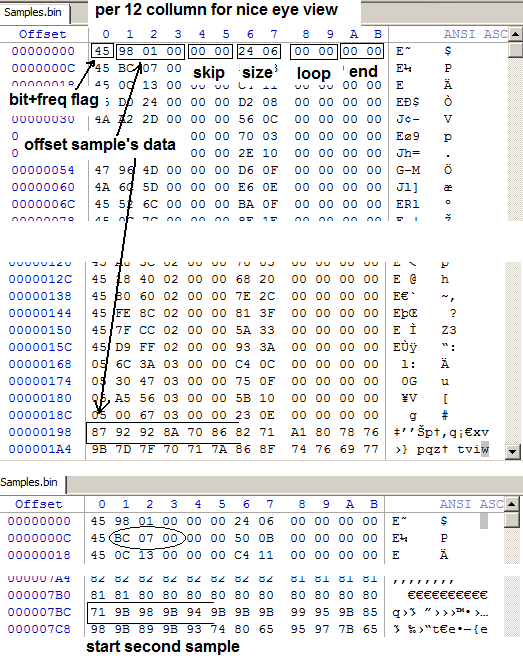 Samples.bin
per 12 collumn for nice eye view
Offset 0 1 2 3 4 5 6 7 8 9 A B ANSI ASC
00000000 45 98 01 00 00 00 24 06 00 00 00 00 E˜ $
0000000C 45 BC 07 00 E¼ P
skip size loop end
00000018 45 0C 13 00 E Ä
bit+freq flag
24 00 00 00 D2 08 00 00 00 00 EÐ$ Ò
00000030 4A A2 2D 00 00 00 56 0C 00 00 00 00 J¢- V
offset sample's data
00 00 70 03 00 00 00 00 Eø9 p
00 00 2E 10 00 00 00 00 Jh= .
00000054 47 96 4D 00 00 00 D6 0F 00 00 00 00 G–M Ö
00000060 4A 6C 5D 00 00 00 E6 0E 00 00 00 00 Jl] æ
0000006C 45 52 6C 00 00 00 BA 0F 00 00 00 00 ERl º
00000078
00000120
0000012C 45 18 40 02 00 00 68 20 00 00 00 00 E @ h
00000138 45 80 60 02 00 00 7E 2C 00 00 00 00 E€` ~,
00000144 45 FE 8C 02 00 00 81 3F 00 00 00 00 EþŒ ?
00000150 45 7F CC 02 00 00 5A 33 00 00 00 00 E Ì Z3
0000015C 45 D9 FF 02 00 00 93 3A 00 00 00 00 EÙÿ “:
00000168 05 6C 3A 03 00 00 C4 0C 00 00 00 00 l: Ä
00000174 05 30 47 03 00 00 75 0F 00 00 00 00 0G u
00000180 05 A5 56 03 00 00 5B 10 00 00 00 00 ¥V [
0000018C 05 00 67 03 00 00 23 0E 00 00 00 00 g #
00000198 87 92 92 8A 70 86 82 71 A1 80 78 76 ‡’’Šp†‚q¡€xv
000001A4 9B 7D 7F 70 71 7A 86 8F 74 76 69 77 ›} pqz† tviw
Samples.bin
Offset 0 1 2 3 4 5 6 7 8 9 A B ANSI ASC
00000000 45 98 01 00 00 00 24 06 00 00 00 00 E˜ $
0000000C 45 BC 07 00 00 00 50 0B 00 00 00 00 E¼ P
00000018 45 0C 13 00 00 00 C4 11 00 00 00 00 E Ä
000007A4 82 82 82 82 82 82 82 82 81 81 81 81 ‚‚‚‚‚‚‚‚
000007B0 81 81 80 80 80 80 80 80 80 80 80 80 €€€€€€€€€€
000007BC 71 9B 98 9B 94 9B 9B 9B 99 95 9B 85 q›˜›”›››™•›…
000007C8 98 9B 89 8B 93 74 80 65 95 97 7B 65 ˜›‰‹“t€e•—{e
start second sample